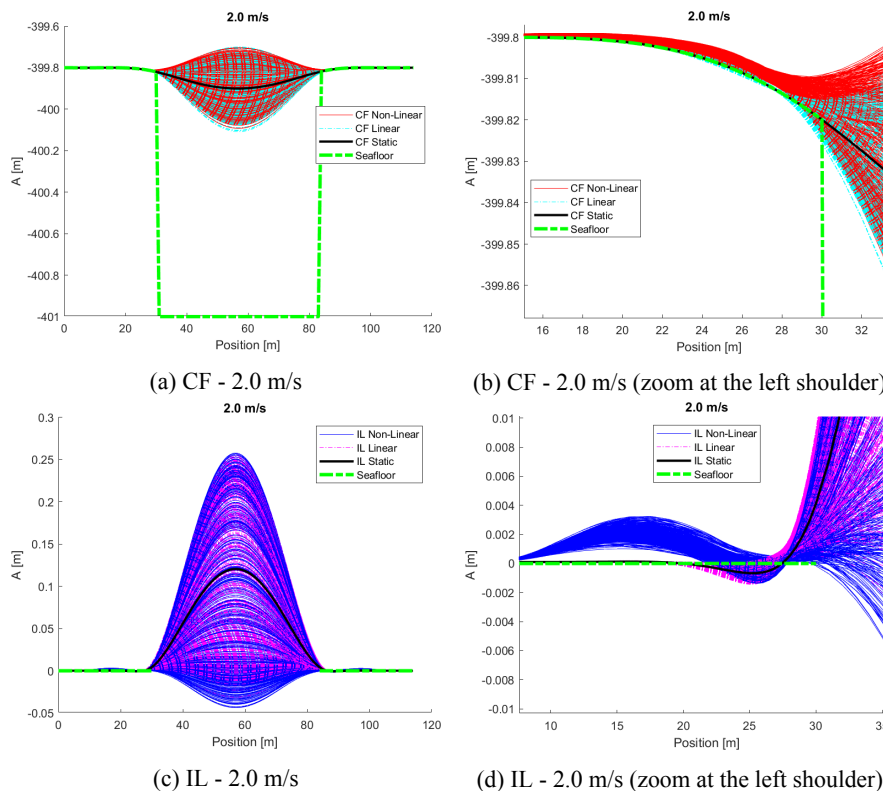 2.0 m/s
-399.6
-399.8
-400
-400.2
-400.4
-400.6
-400.8
-401
A [m]
CF Non-Linear
CF Linear
CF Static
Seafloor
0 20 40 60 80 100 120
Position [m]
(a) CF - 2.0 m/s
2.0 m/s
-399.8
-399.81
-399.82
-399.83
-399.84
-399.85
-399.86
A [m]
CF Non-Linear
CF Linear
CF Static
Seafloor
16 18 20 22 24 26 28 30 32
Position [m]
(b) CF - 2.0 m/s (zoom at the left shoulder)
2.0 m/s
0.3
0.25
0.2
0.15
0.1
0.05
0
-0.05
A [m]
IL Non-Linear
IL Linear
IL Static
Seafloor
0 20 40 60 80 100 120
Position [m]
(c) IL - 2.0 m/s
2.0 m/s
0.01
0.008
0.006
0.004
0.002
0
-0.002
-0.004
-0.006
-0.008
-0.01
A [m]
IL Non-Linear
IL Linear
IL Static
Seafloor
10 15 20 25 30 35
Position [m]
(d) IL - 2.0 m/s (zoom at the left shoulder)